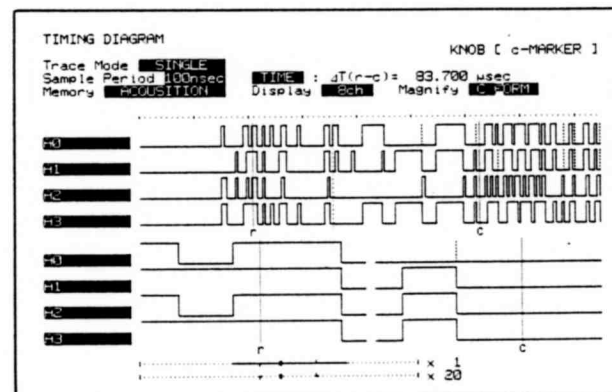 TIMING DIAGRAM
KNOB [ c-MARKER ]
Trace Mode SINGLE
Sample Period 100nsec TIME : ΔT(r-c)= 83.700 μsec
Memory ACQUSITION Display 8ch Magnify C FORM
A0
A1
A2
A3
r c
A0
A1
A2
A3
r c
x 1
x 20